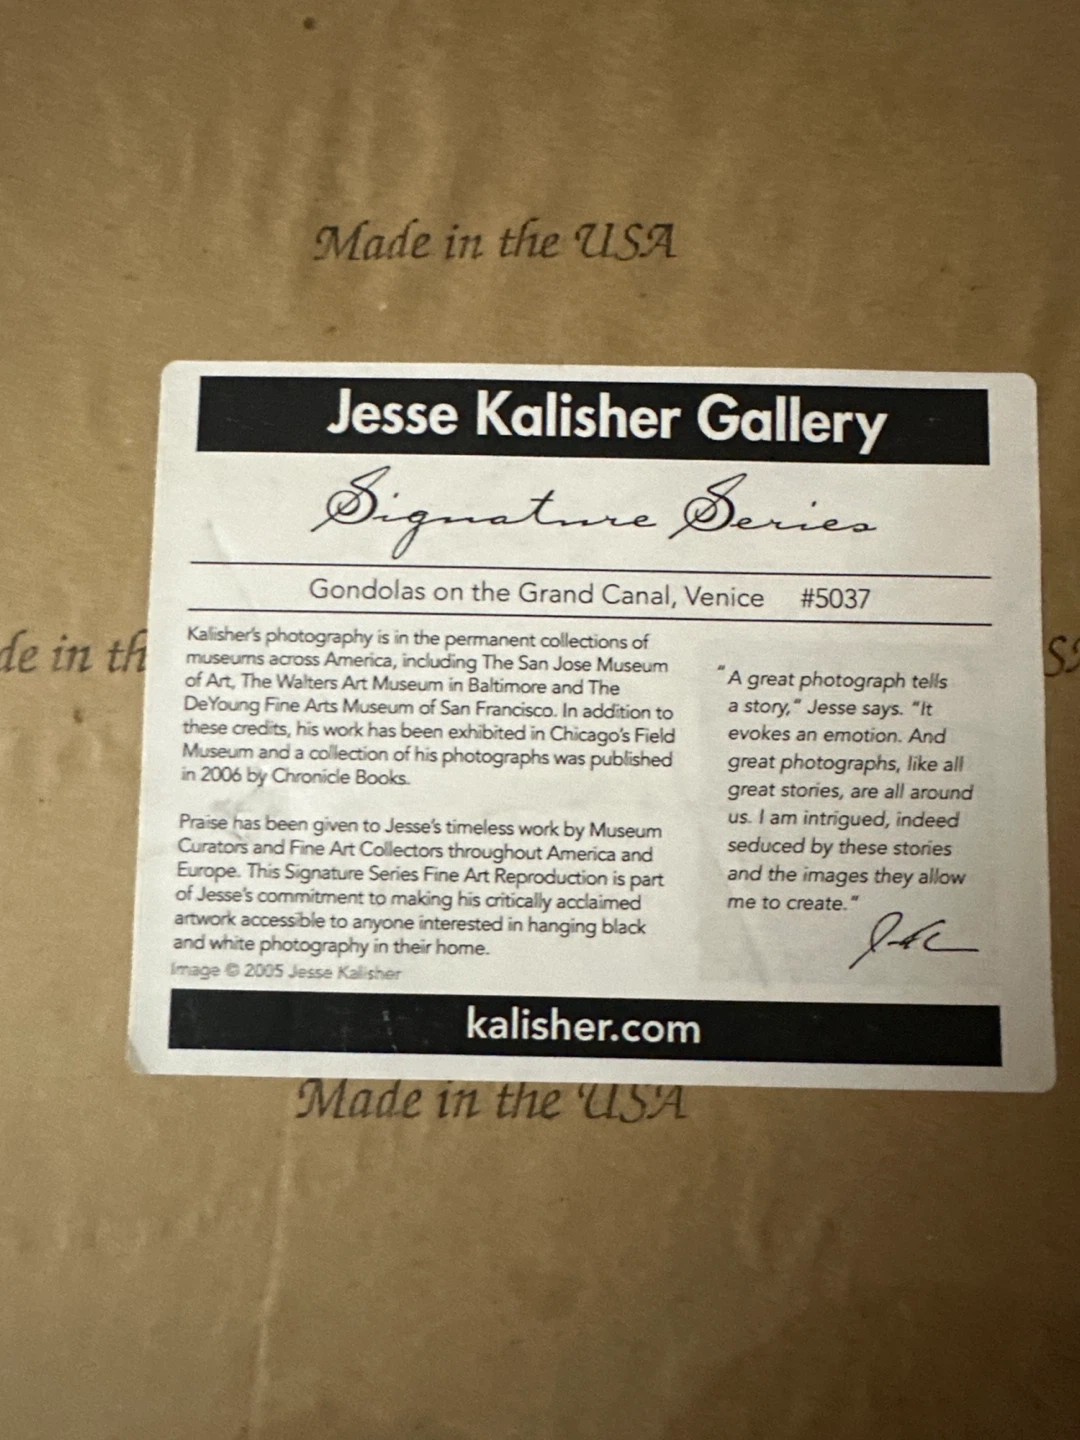 Made in the USA
Jesse Kalisher Gallery
Signature Series
Gondolas on the Grand Canal, Venice #5037
Kalisher's photography is in the permanent collections of
museums across America, including The San Jose Museum
of Art, The Walters Art Museum in Baltimore and The
DeYoung Fine Arts Museum of San Francisco. In addition to
these credits, his work has been exhibited in Chicago's Field
Museum and a collection of his photographs was published
in 2006 by Chronicle Books.
Praise has been given to Jesse's timeless work by Museum
Curators and Fine Art Collectors throughout America and
Europe. This Signature Series Fine Art Reproduction is part
of Jesse's commitment to making his critically acclaimed
artwork accessible to anyone interested in hanging black
and white photography in their home.
Image © 2005 Jesse Kalisher
"A great photograph tells
a story," Jesse says. "It
evokes an emotion. And
great photographs, like all
great stories, are all around
us. I am intrigued, indeed
seduced by these stories
and the images they allow
me to create."
kalisher.com
de in th
Made in the USA